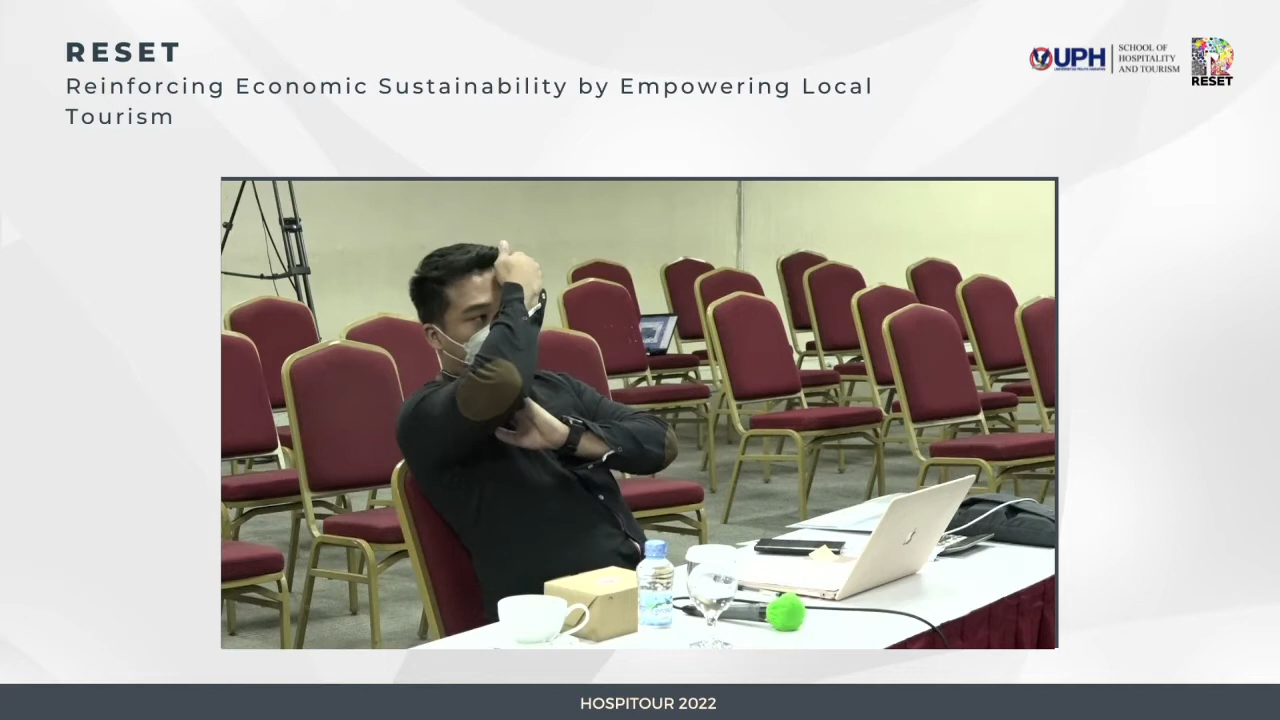 RESET
Reinforcing Economic Sustainability by Empowering Local
Tourism
UPH
SCHOOL OF
HOSPITALITY
AND TOURISM
RESET
HOSPITOUR 2022